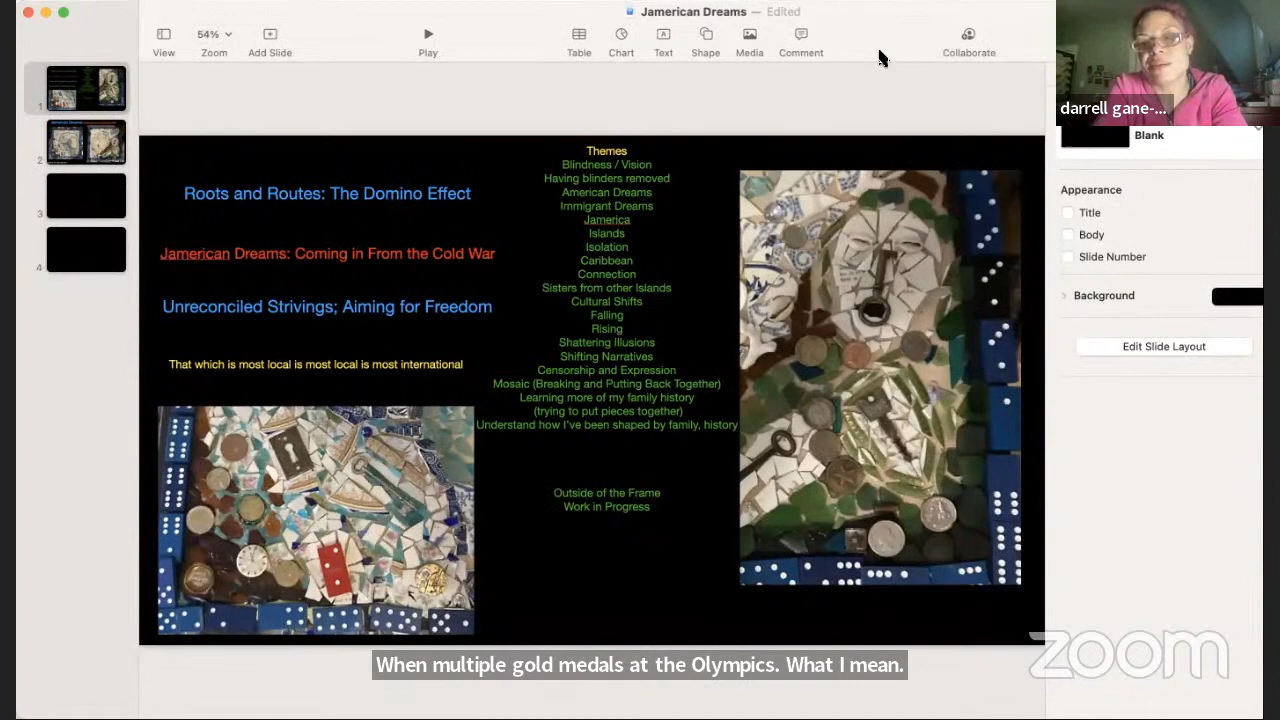 Jamerican Dreams — Edited
54%
View
Zoom
Add Slide
Play
Table
Chart
Text
Shape
Media
Comment
Collaborate
darrell gane-...
1
2
3
4
Blank
Appearance
Title
Body
Slide Number
Background
Edit Slide Layout
Roots and Routes: The Domino Effect
Jamerican Dreams: Coming in From the Cold War
Unreconciled Strivings; Aiming for Freedom
That which is most local is most local is most international
Themes
Blindness / Vision
Having blinders removed
American Dreams
Immigrant Dreams
Jamerica
Islands
Isolation
Caribbean
Connection
Sisters from other Islands
Cultural Shifts
Falling
Rising
Shattering Illusions
Shifting Narratives
Censorship and Expression
Mosaic (Breaking and Putting Back Together)
Learning more of my family history
(trying to put pieces together)
Understand how I've been shaped by family, history
Outside of the Frame
Work in Progress
When multiple gold medals at the Olympics. What I mean.
zoom